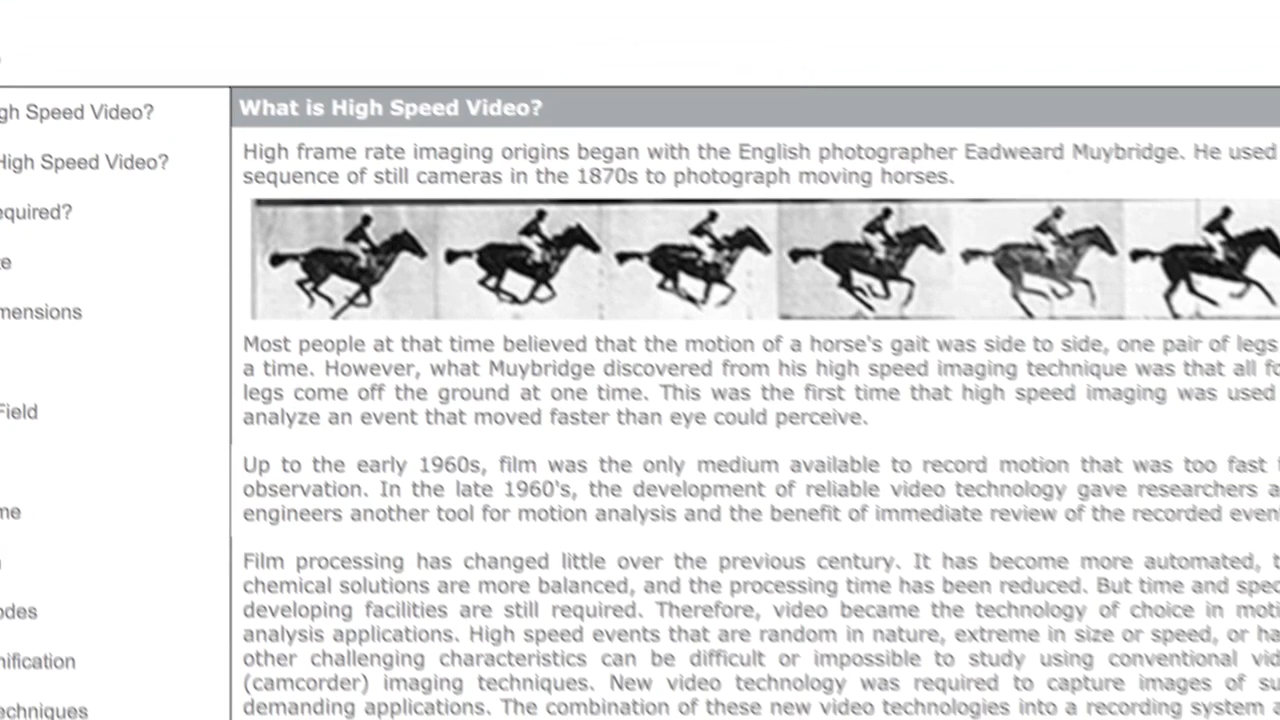 gh Speed Video?
High Speed Video?
equired?
e
mensions
Field
me
odes
nification
echniques
What is High Speed Video?
High frame rate imaging origins began with the English photographer Eadweard Muybridge. He used
sequence of still cameras in the 1870s to photograph moving horses.
Most people at that time believed that the motion of a horse's gait was side to side, one pair of legs
a time. However, what Muybridge discovered from his high speed imaging technique was that all fo
legs come off the ground at one time. This was the first time that high speed imaging was used
analyze an event that moved faster than eye could perceive.
Up to the early 1960s, film was the only medium available to record motion that was too fast f
observation. In the late 1960's, the development of reliable video technology gave researchers a
engineers another tool for motion analysis and the benefit of immediate review of the recorded even
Film processing has changed little over the previous century. It has become more automated, t
chemical solutions are more balanced, and the processing time has been reduced. But time and spec
developing facilities are still required. Therefore, video became the technology of choice in mot
analysis applications. High speed events that are random in nature, extreme in size or speed, or ha
other challenging characteristics can be difficult or impossible to study using conventional vid
(camcorder) imaging techniques. New video technology was required to capture images of su
demanding applications. The combination of these new video technologies into a recording system a